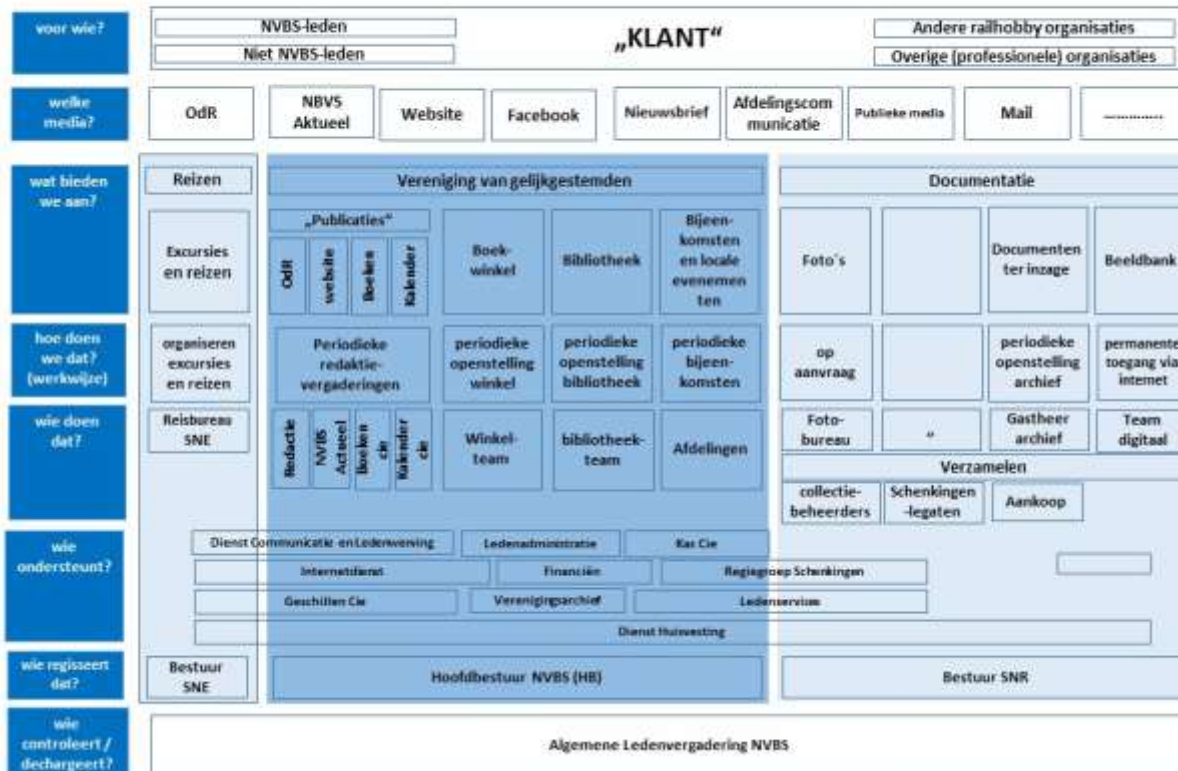 voor wie?
NVBS-leden
Niet NVBS-leden
„KLANT“
Andere railhobby organisaties
Overige (professionele) organisaties
welke
media?
OdR
NBVS
Aktueel
Website
Facebook
Nieuwsbrief
Afdelingscom
municatie
Publieke media
Mail
.............
wat bieden
we aan?
Reizen
Vereniging van gelijkgestemden
Documentatie
Excursies
en reizen
„Publicaties“
OdR
website
Boeken
Kalender
Boek-
winkel
Bibliotheek
Bijeen-
komsten
en locale
evenemen
ten
Foto´s
Documenten
ter inzage
Beeldbank
hoe doen
we dat?
(werkwijze)
organiseren
excursies
en reizen
Periodieke
redaktie-
vergaderingen
periodieke
openstelling
winkel
periodieke
openstelling
bibliotheek
periodieke
bijeen-
komsten
op
aanvraag
periodieke
openstelling
archief
permanente
toegang via
internet
wie doen
dat?
Reisbureau
SNE
Redactie
NVBS
Acteueel
Boeken
cie
Kalender
cie
Winkel-
team
bibliotheek-
team
Afdelingen
Foto-
bureau
“
Gastheer
archief
Team
digitaal
Verzamelen
collectie-
beheerders
Schenkingen
-legaten
Aankoop
wie
ondersteunt?
Dienst Communicatie en Ledenwerving
Ledenadministratie
Kas Cie
Internetdienst
Financiën
Regiegroep Schenkingen
Geschillen Cie
Verenigingsarchief
Ledenservices
Dienst Huisvesting
wie regisseert
dat?
Bestuur
SNE
Hoofdbestuur NVBS (HB)
Bestuur SNR
wie
controleert /
dechargeert?
Algemene Ledenvergadering NVBS